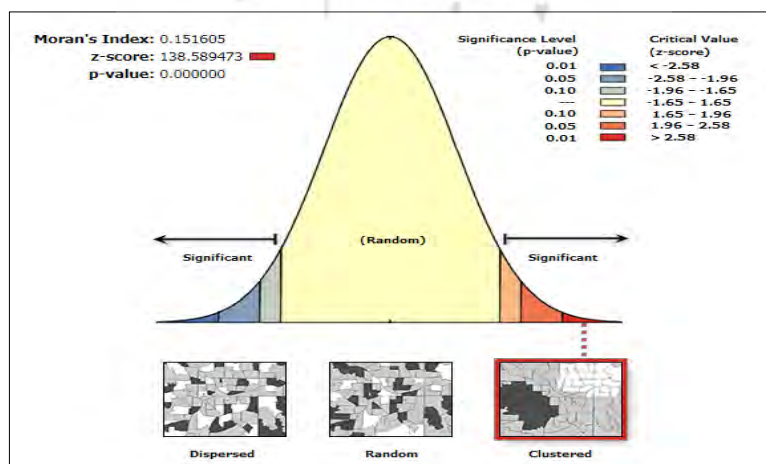 Moran's Index: 0.151605
z-score: 138.589473
p-value: 0.000000
Significance Level
(p-value)
Critical Value
(z-score)
0.01 < -2.58
0.05 -2.58 – -1.96
0.10 -1.96 – -1.65
--- -1.65 – 1.65
0.10 1.65 – 1.96
0.05 1.96 – 2.58
0.01 > 2.58
(Random)
Significant
Significant
Dispersed
Random
Clustered